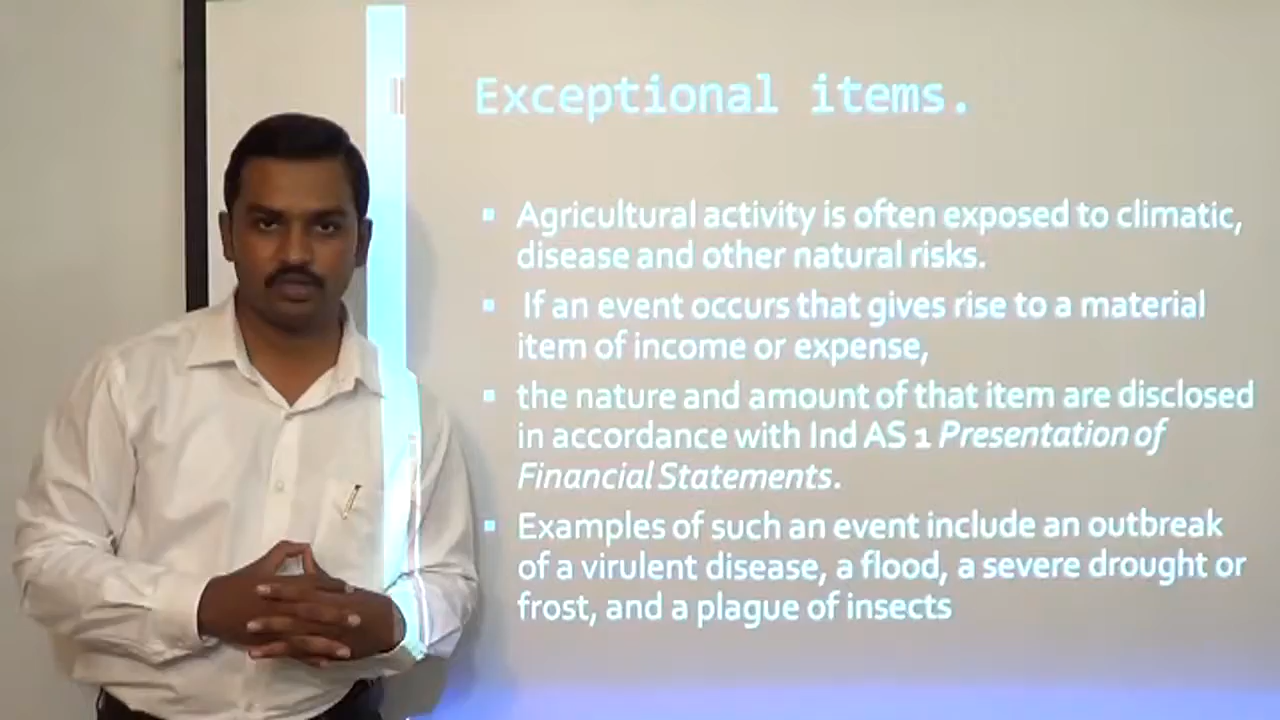 Exceptional items.
▪ Agricultural activity is often exposed to climatic,
disease and other natural risks.
▪ If an event occurs that gives rise to a material
item of income or expense,
▪ the nature and amount of that item are disclosed
in accordance with Ind AS 1 Presentation of
Financial Statements.
▪ Examples of such an event include an outbreak
of a virulent disease, a flood, a severe drought or
frost, and a plague of insects